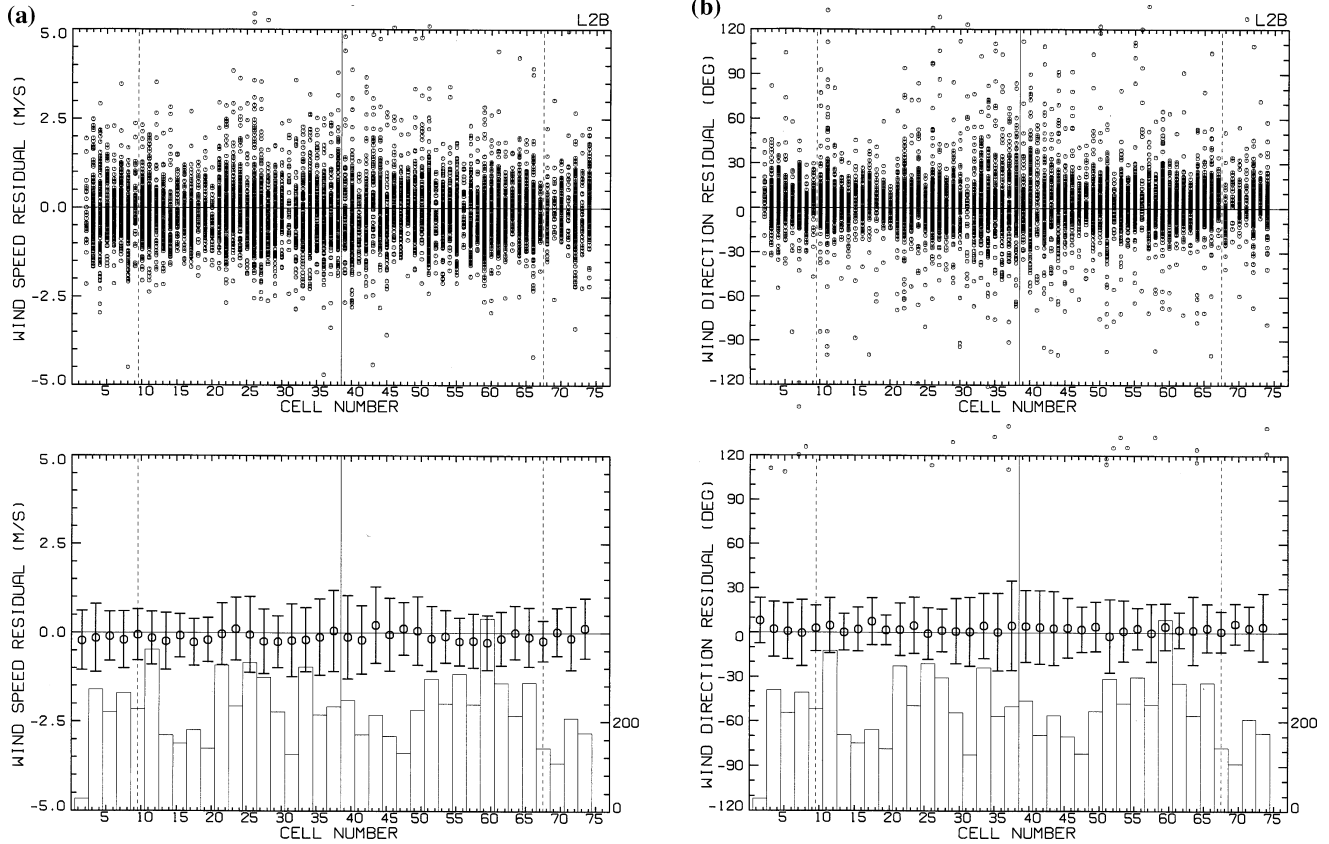 (a)
L2B
5.0
2.5
0.0
-2.5
-5.0
WIND SPEED RESIDUAL (M/S)
5 10 15 20 25 30 35 40 45 50 55 60 65 70 75
CELL NUMBER
(b)
L2B
120
90
60
30
0
-30
-60
-90
-120
WIND DIRECTION RESIDUAL (DEG)
5 10 15 20 25 30 35 40 45 50 55 60 65 70 75
CELL NUMBER
5.0
2.5
0.0
-2.5
-5.0
WIND SPEED RESIDUAL (M/S)
200
0
5 10 15 20 25 30 35 40 45 50 55 60 65 70 75
CELL NUMBER
120
90
60
30
0
-30
-60
-90
-120
WIND DIRECTION RESIDUAL (DEG)
200
0
5 10 15 20 25 30 35 40 45 50 55 60 65 70 75
CELL NUMBER